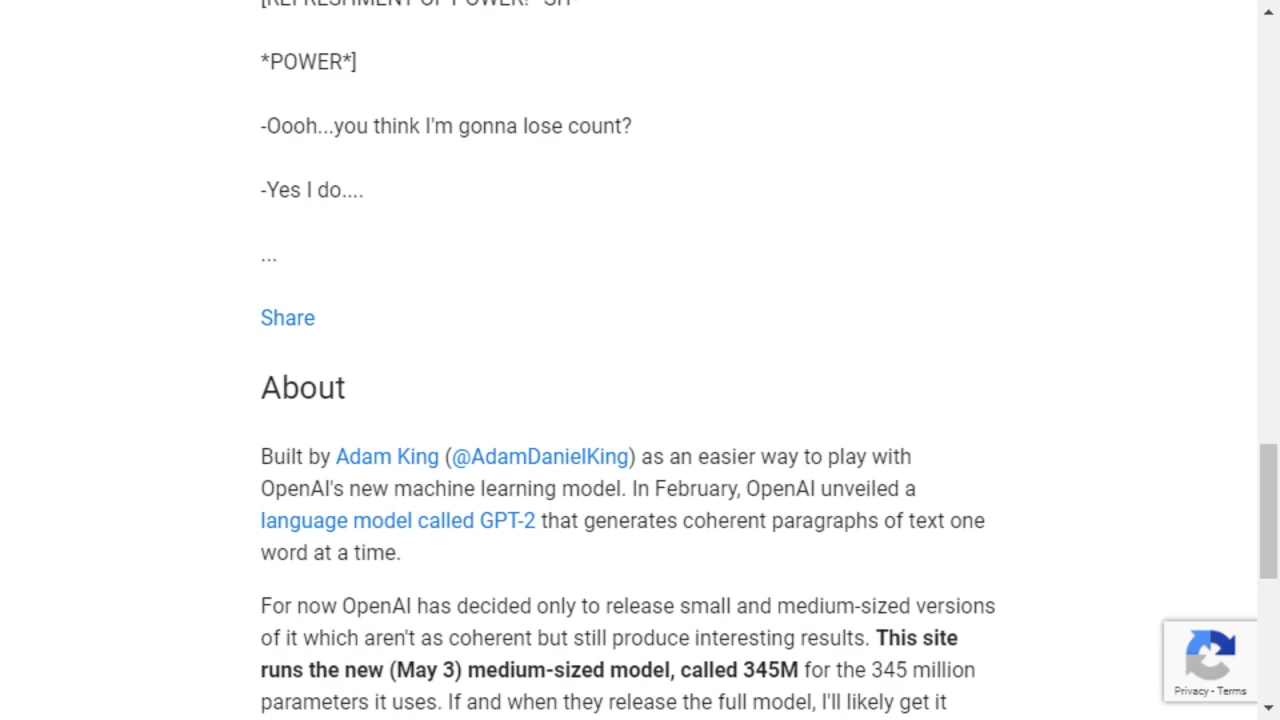 *POWER*]
-Oooh...you think I'm gonna lose count?
-Yes I do....
...
Share
About
Built by Adam King (@AdamDanielKing) as an easier way to play with
OpenAI's new machine learning model. In February, OpenAI unveiled a
language model called GPT-2 that generates coherent paragraphs of text one
word at a time.
For now OpenAI has decided only to release small and medium-sized versions
of it which aren't as coherent but still produce interesting results. This site
runs the new (May 3) medium-sized model, called 345M for the 345 million
parameters it uses. If and when they release the full model, I'll likely get it
Privacy - Terms